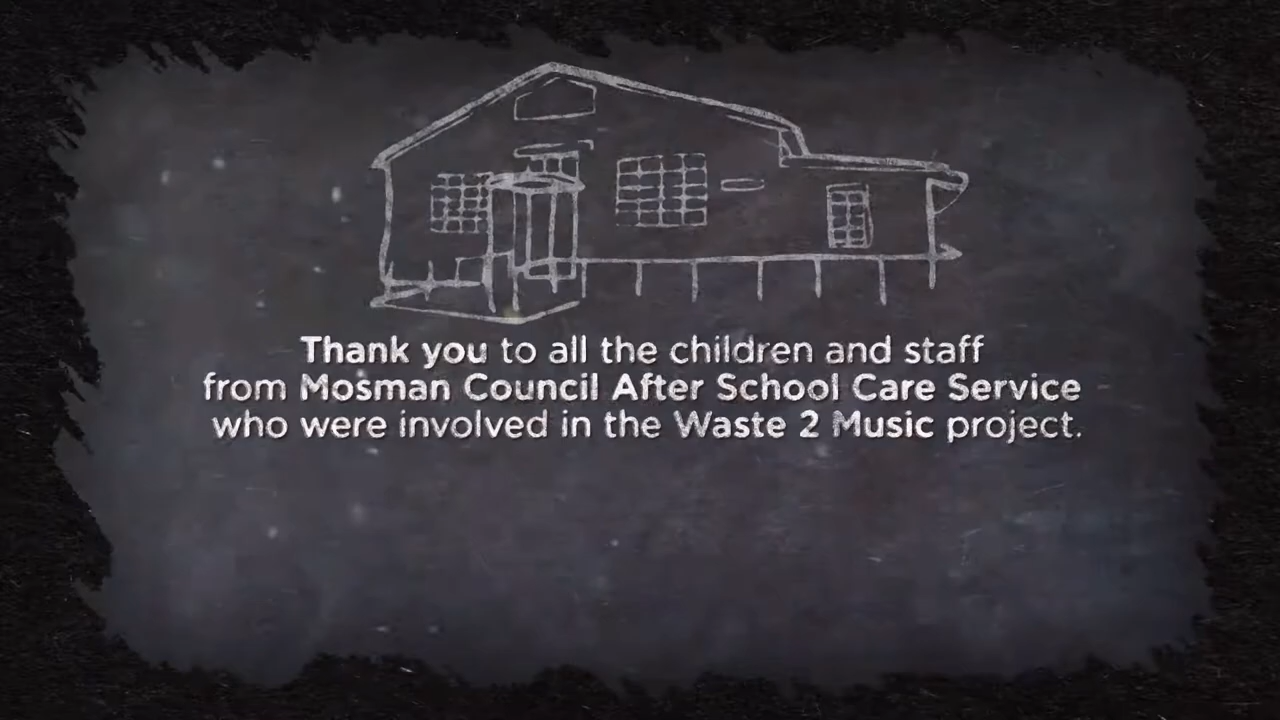 Thank you to all the children and staff
from Mosman Council After School Care Service
who were involved in the Waste 2 Music project.